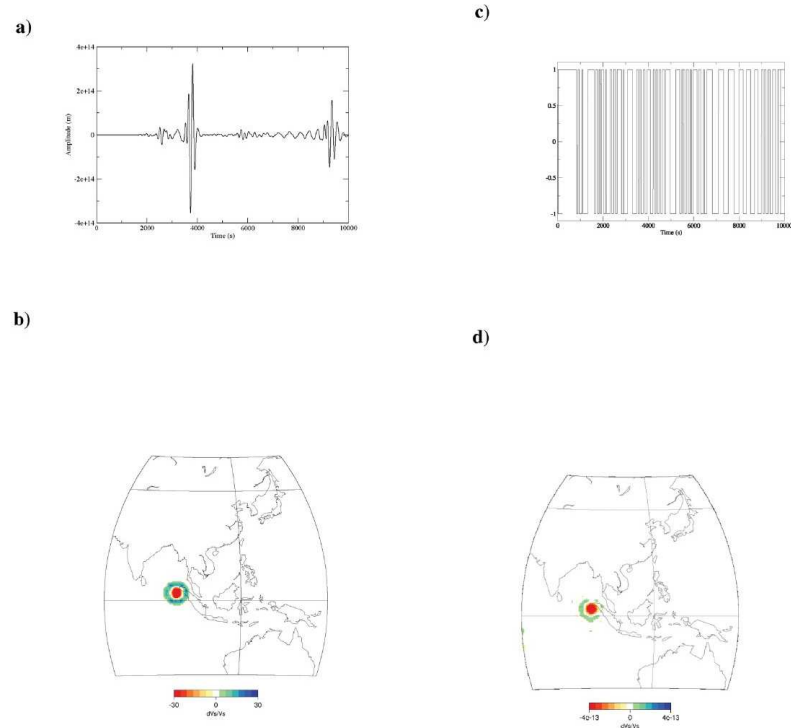 a)
4e+14
2e+14
0
-2e+14
-4e+14
Amplitude (m)
0 2000 4000 6000 8000 10000
Time (s)
c)
1
0.5
0
-0.5
-1
0 2000 4000 6000 8000 10000
Time (s)
b)
-30 0 30
dVs/Vs
d)
-4e-13 0 4e-13
dVs/Vs